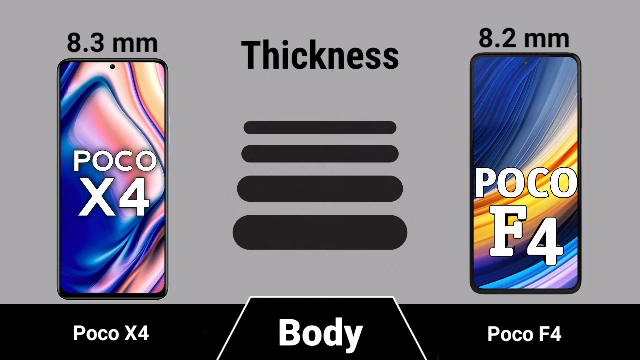 8.3 mm
Thickness
8.2 mm
POCO
X4
POCO
F4
Poco X4
Body
Poco F4